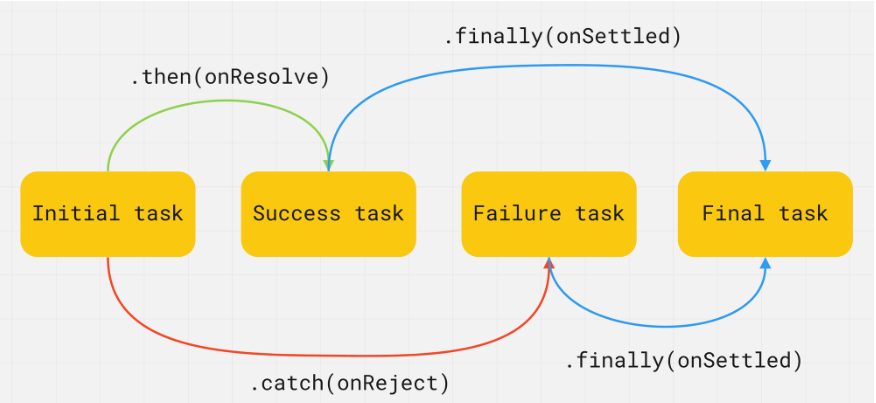 .finally(onSettled)
.then(onResolve)
Initial task
Success task
Failure task
Final task
.finally(onSettled)
.catch(onReject)